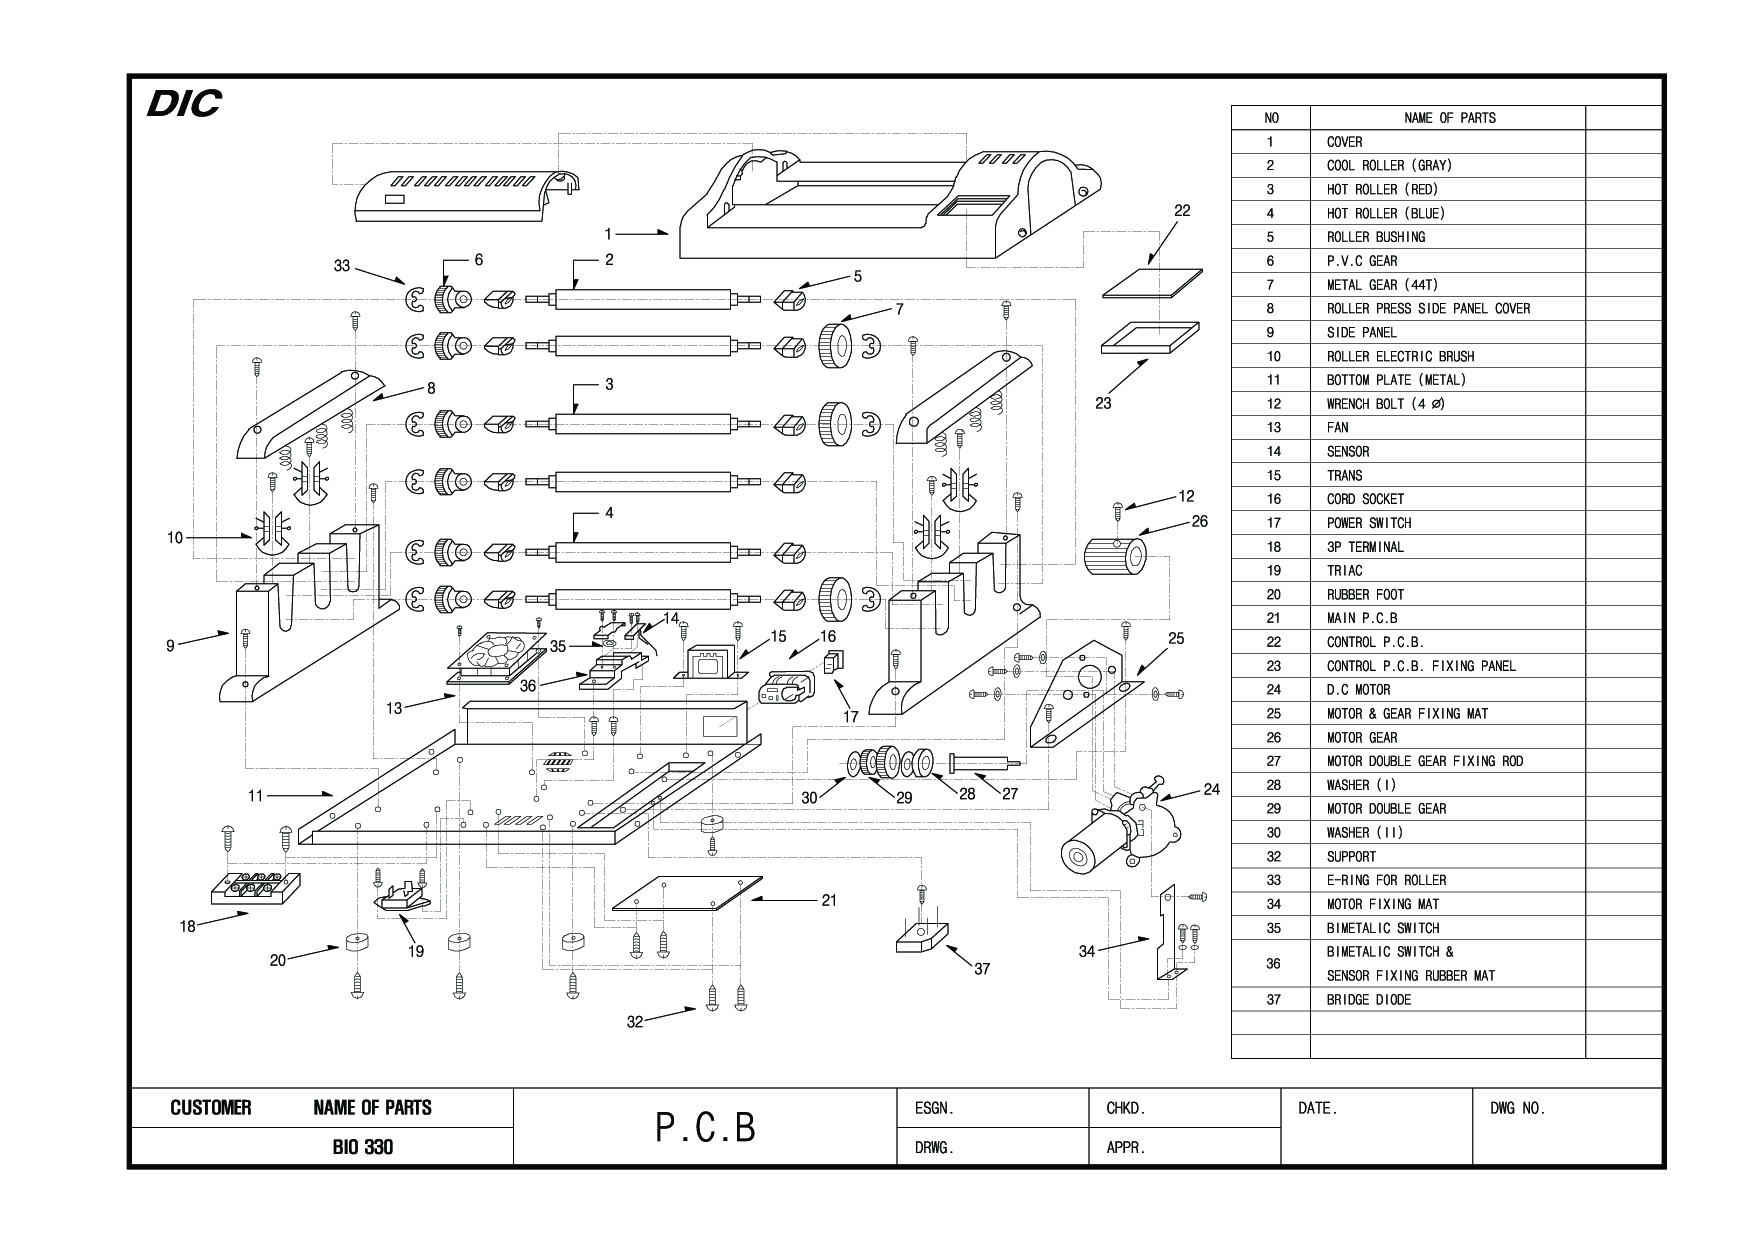 DIC
NO NAME OF PARTS
1 COVER
2 COOL ROLLER (GRAY)
3 HOT ROLLER (RED)
4 HOT ROLLER (BLUE)
5 ROLLER BUSHING
6 P.V.C GEAR
7 METAL GEAR (44T)
8 ROLLER PRESS SIDE PANEL COVER
9 SIDE PANEL
10 ROLLER ELECTRIC BRUSH
11 BOTTOM PLATE (METAL)
12 WRENCH BOLT (4 ⌀)
13 FAN
14 SENSOR
15 TRANS
16 CORD SOCKET
17 POWER SWITCH
18 3P TERMINAL
19 TRIAC
20 RUBBER FOOT
21 MAIN P.C.B
22 CONTROL P.C.B.
23 CONTROL P.C.B. FIXING PANEL
24 D.C MOTOR
25 MOTOR & GEAR FIXING MAT
26 MOTOR GEAR
27 MOTOR DOUBLE GEAR FIXING ROD
28 WASHER (I)
29 MOTOR DOUBLE GEAR
30 WASHER (II)
32 SUPPORT
33 E-RING FOR ROLLER
34 MOTOR FIXING MAT
35 BIMETALIC SWITCH
36 BIMETALIC SWITCH &
SENSOR FIXING RUBBER MAT
37 BRIDGE DIODE
22
1
33
6
2
5
7
8
3
23
10
4
12
26
9
14
35
15
16
25
36
13
17
11
30
29
28
27
24
18
20
19
21
37
34
32
CUSTOMER NAME OF PARTS
BIO 330
P.C.B
ESGN.
DRWG.
CHKD.
APPR.
DATE.
DWG NO.